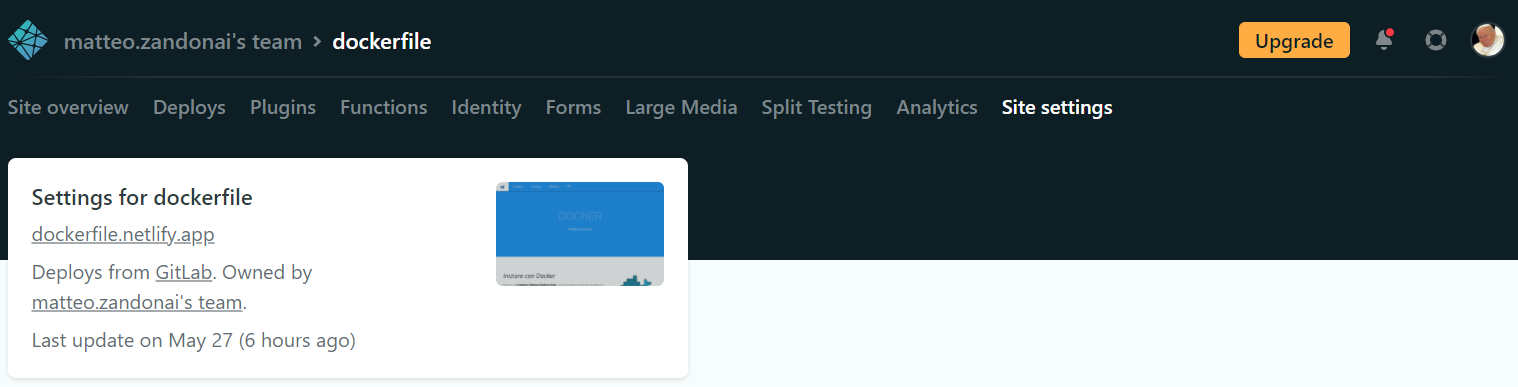 matteo.zandonai's team > dockerfile
Upgrade
Site overview Deploys Plugins Functions Identity Forms Large Media Split Testing Analytics Site settings
Settings for dockerfile
dockerfile.netlify.app
Deploys from GitLab. Owned by
matteo.zandonai's team.
Last update on May 27 (6 hours ago)
DOCKER
Iniziare con Docker